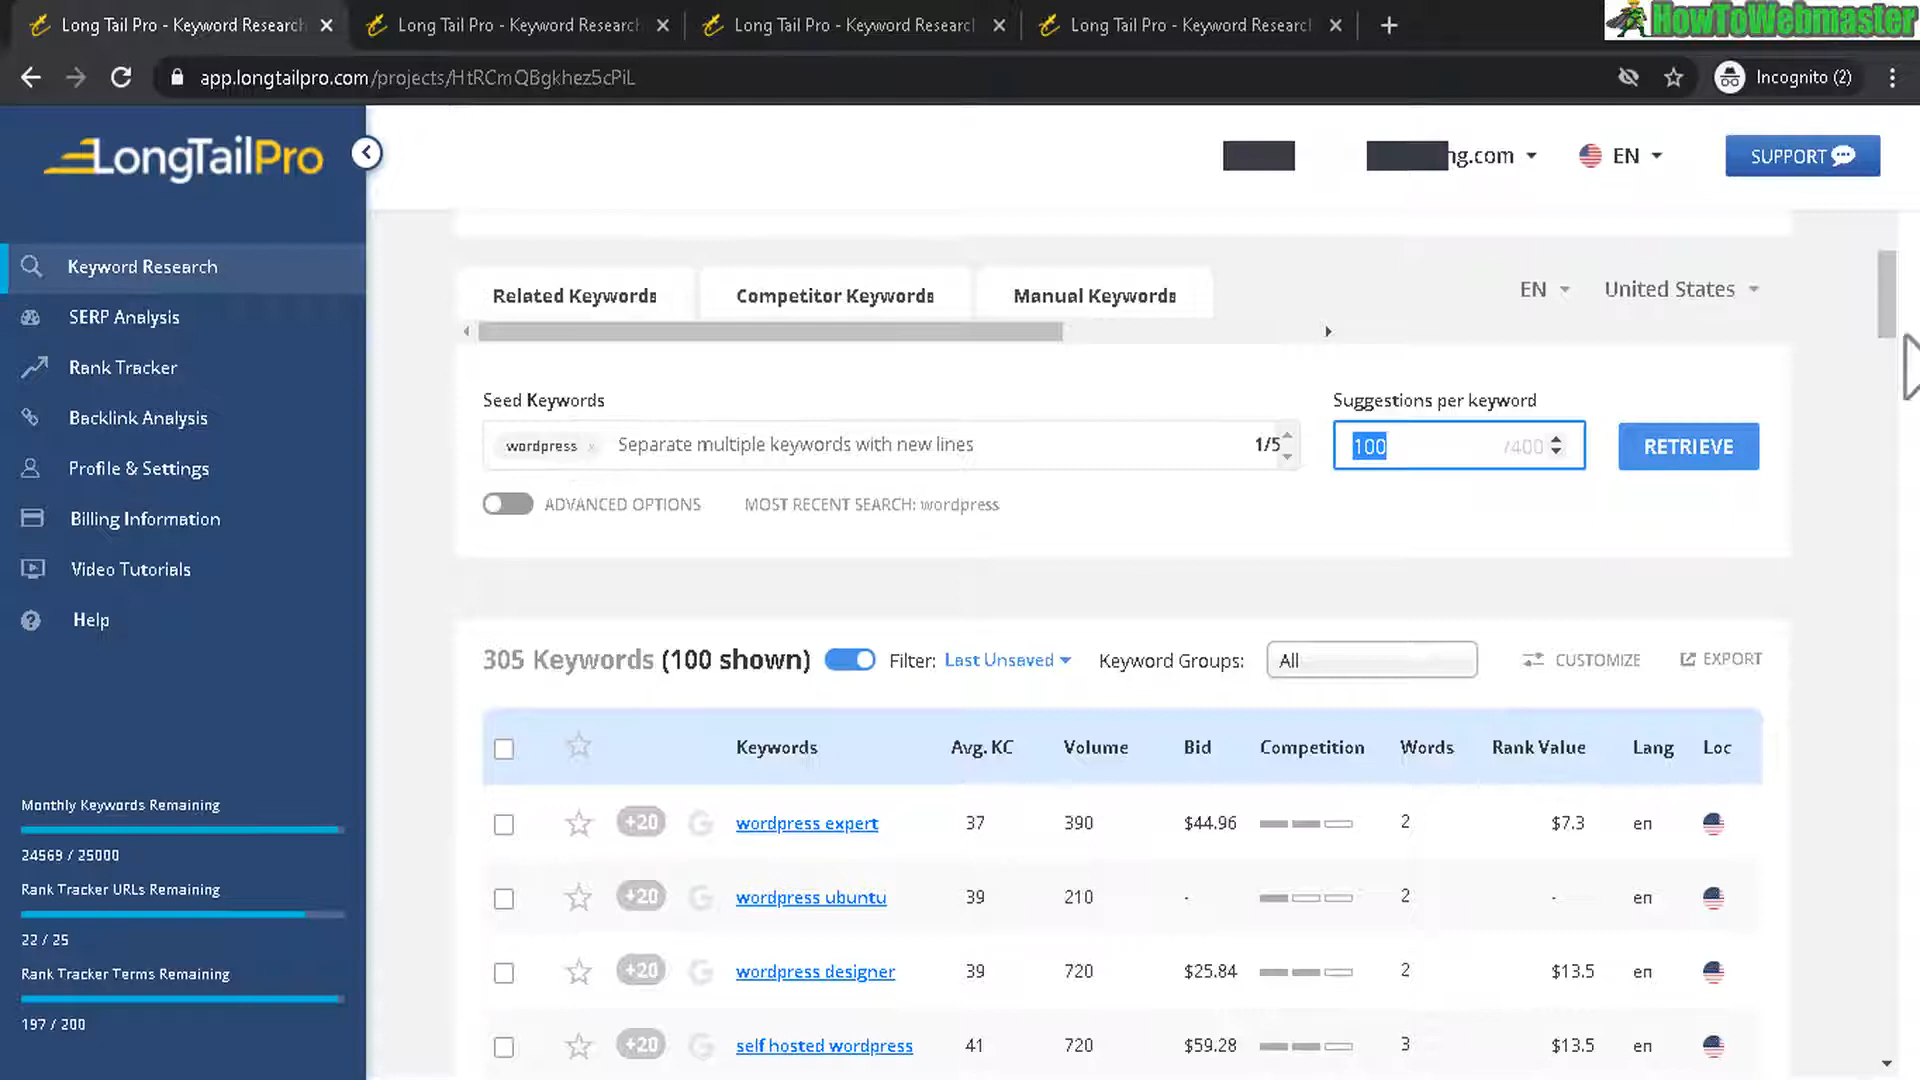 Long Tail Pro - Keyword Research
Long Tail Pro - Keyword Research
Long Tail Pro - Keyword Research
Long Tail Pro - Keyword Research
HowToWebmaster
app.longtailpro.com/projects/HtRCmQBgkhez5cPiL
Incognito (2)
LongTailPro
ng.com
EN
SUPPORT
Keyword Research
SERP Analysis
Rank Tracker
Backlink Analysis
Profile & Settings
Billing Information
Video Tutorials
Help
Monthly Keywords Remaining
24569 / 25000
Rank Tracker URLs Remaining
22 / 25
Rank Tracker Terms Remaining
197 / 200
Related Keywords Competitor Keywords Manual Keywords
EN United States
Seed Keywords Suggestions per keyword
wordpress × Separate multiple keywords with new lines 1/5 100 /400 RETRIEVE
ADVANCED OPTIONS MOST RECENT SEARCH: wordpress
305 Keywords (100 shown) Filter: Last Unsaved Keyword Groups: All CUSTOMIZE EXPORT
Keywords Avg. KC Volume Bid Competition Words Rank Value Lang Loc
+20 G wordpress expert 37 390 $44.96 2 $7.3 en
+20 G wordpress ubuntu 39 210 - 2 - en
+20 G wordpress designer 39 720 $25.84 2 $13.5 en
+20 G self hosted wordpress 41 720 $59.28 3 $13.5 en